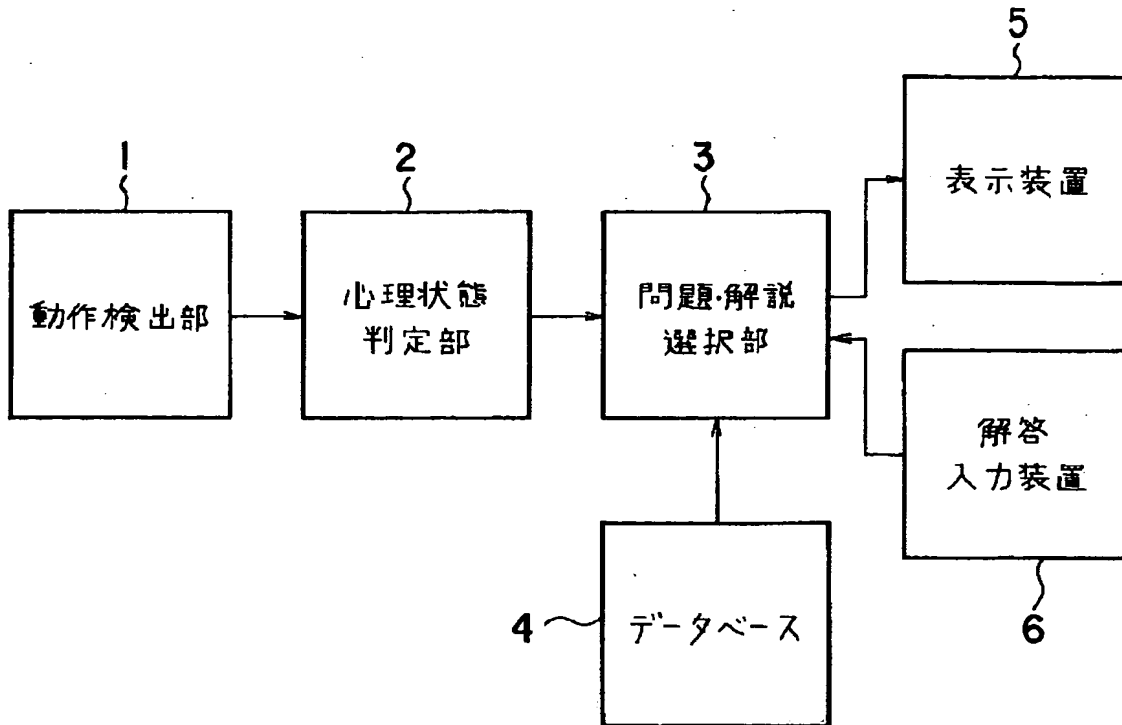 5
1
2
3
表示装置
動作検出部
心理状態
判定部
問題・解説
選択部
解答
入力装置
4
データベース
6